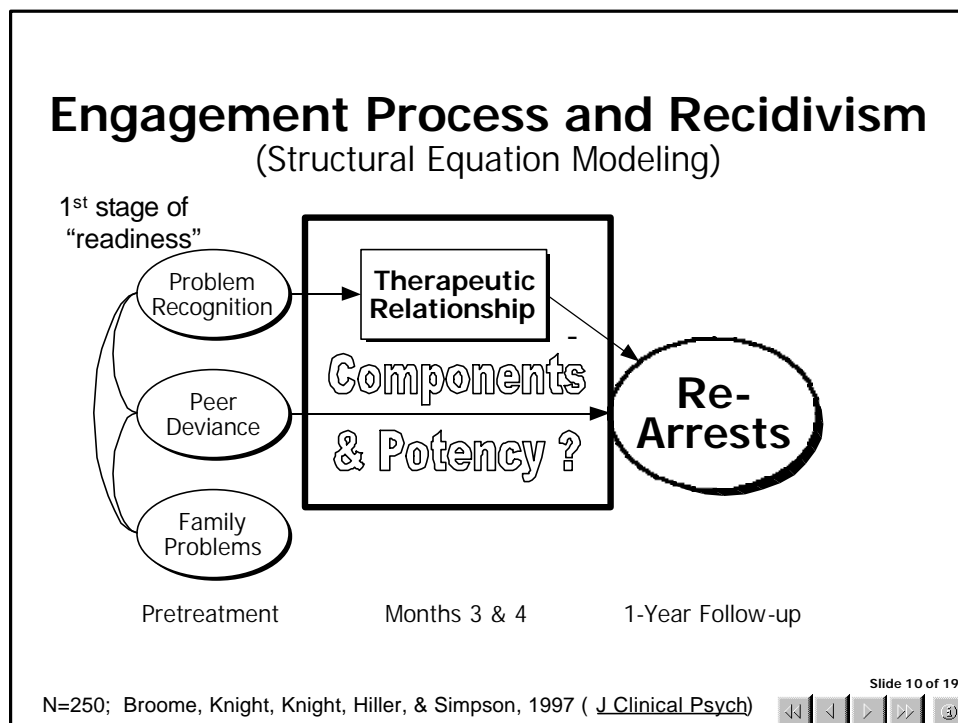 Engagement Process and Recidivism
(Structural Equation Modeling)
1st stage of
"readiness"
Problem
Recognition
Therapeutic
Relationship
-
Components
& Potency ?
Peer
Deviance
Re-
Arrests
Family
Problems
Pretreatment
Months 3 & 4
1-Year Follow-up
N=250; Broome, Knight, Knight, Hiller, & Simpson, 1997 ( J Clinical Psych)
Slide 10 of 19